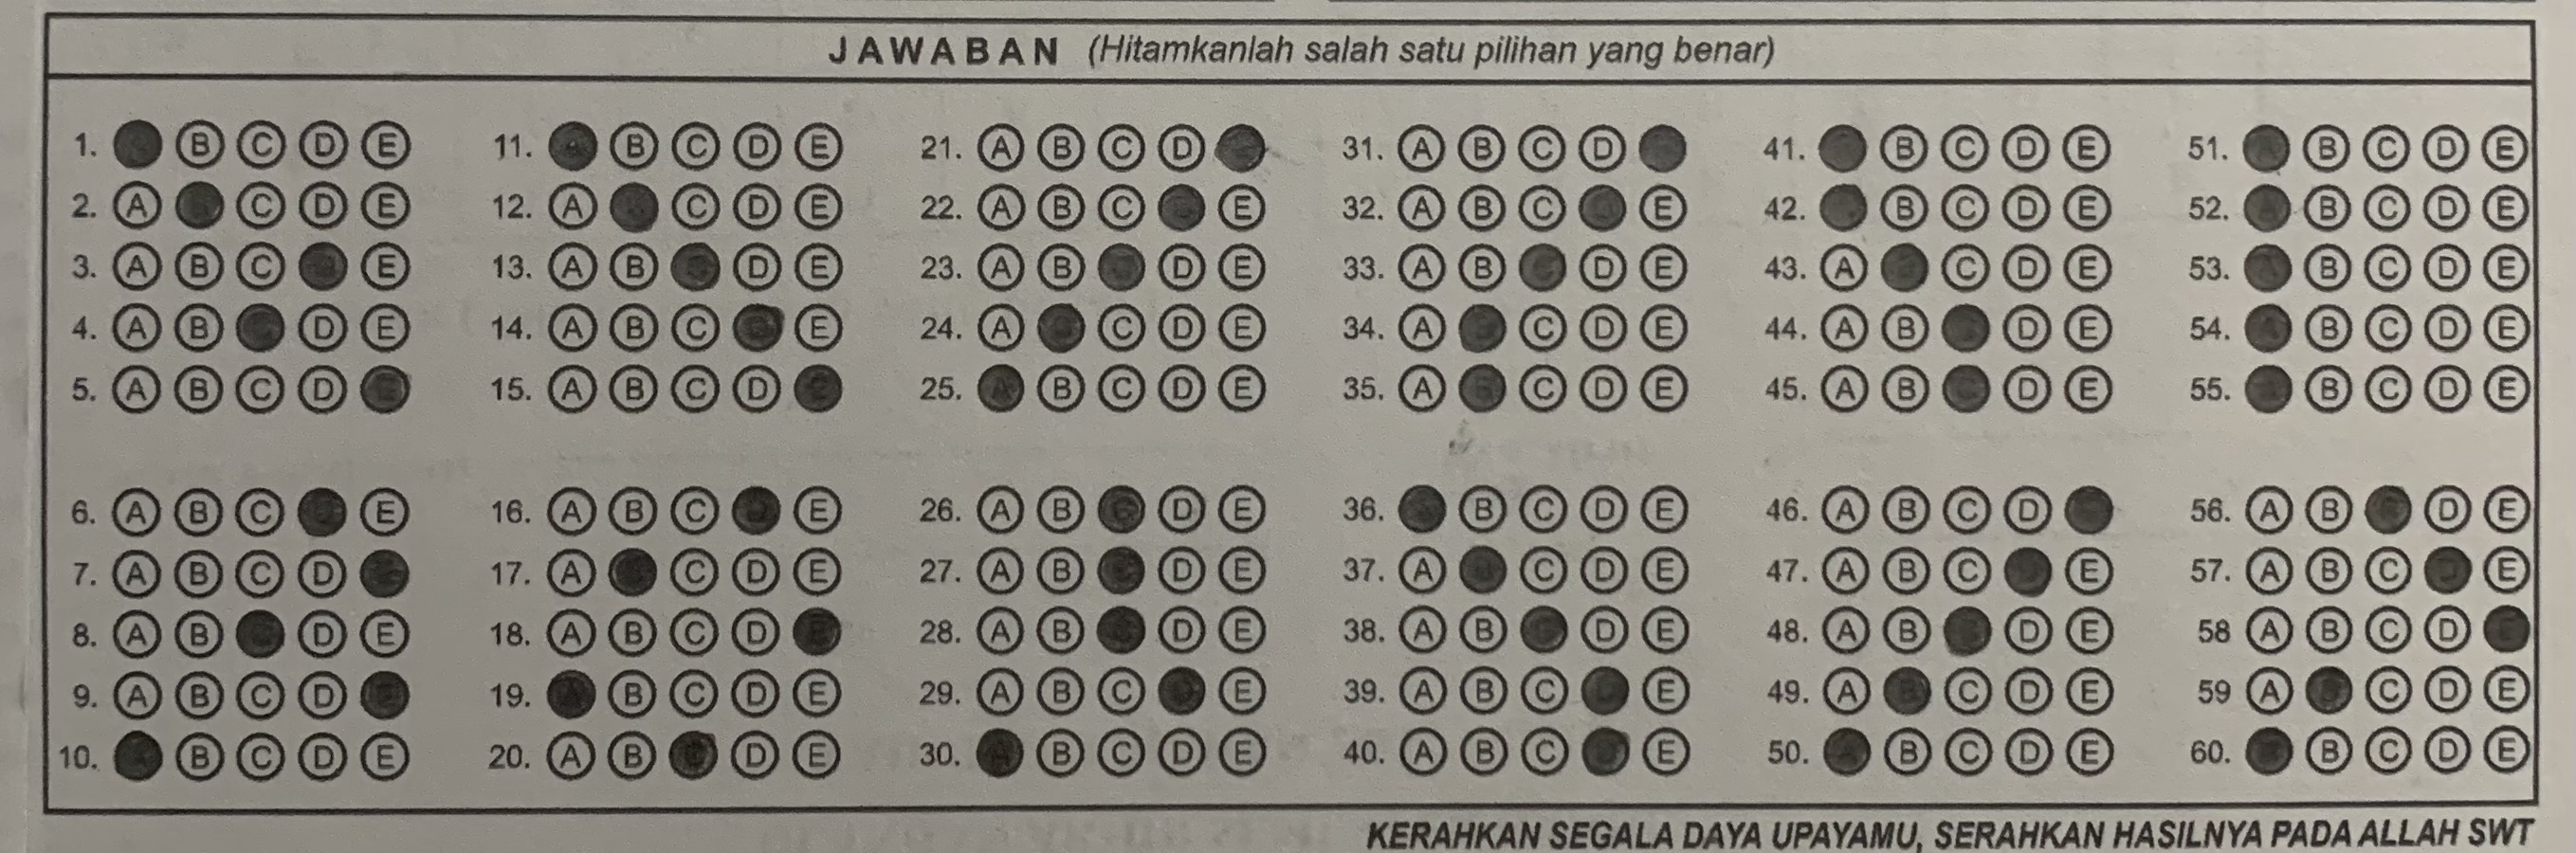 JAWABAN (Hitamkanlah salah satu pilihan yang benar)
1. B C D E 11. B C D E 21. A B C D 31. A B C D 41. B C D E 51. B C D E
2. A C D E 12. A C D E 22. A B C E 32. A B C E 42. B C D E 52. B C D E
3. A B C E 13. A B D E 23. A B D E 33. A B D E 43. A C D E 53. B C D E
4. A B D E 14. A B C E 24. A C D E 34. A C D E 44. A B D E 54. B C D E
5. A B C D 15. A B C D 25. B C D E 35. A C D E 45. A B D E 55. B C D E
6. A B C E 16. A B C E 26. A B D E 36. B C D E 46. A B C D 56. A B D E
7. A B C D 17. A C D E 27. A B D E 37. A C D E 47. A B C E 57. A B C E
8. A B D E 18. A B C D 28. A B D E 38. A B D E 48. A B D E 58 A B C D
9. A B C D 19. B C D E 29. A B C E 39. A B C E 49. A C D E 59 A C D E
10. B C D E 20. A B D E 30. B C D E 40. A B C E 50. B C D E 60. B C D E
KERAHKAN SEGALA DAYA UPAYAMU, SERAHKAN HASILNYA PADA ALLAH SWT